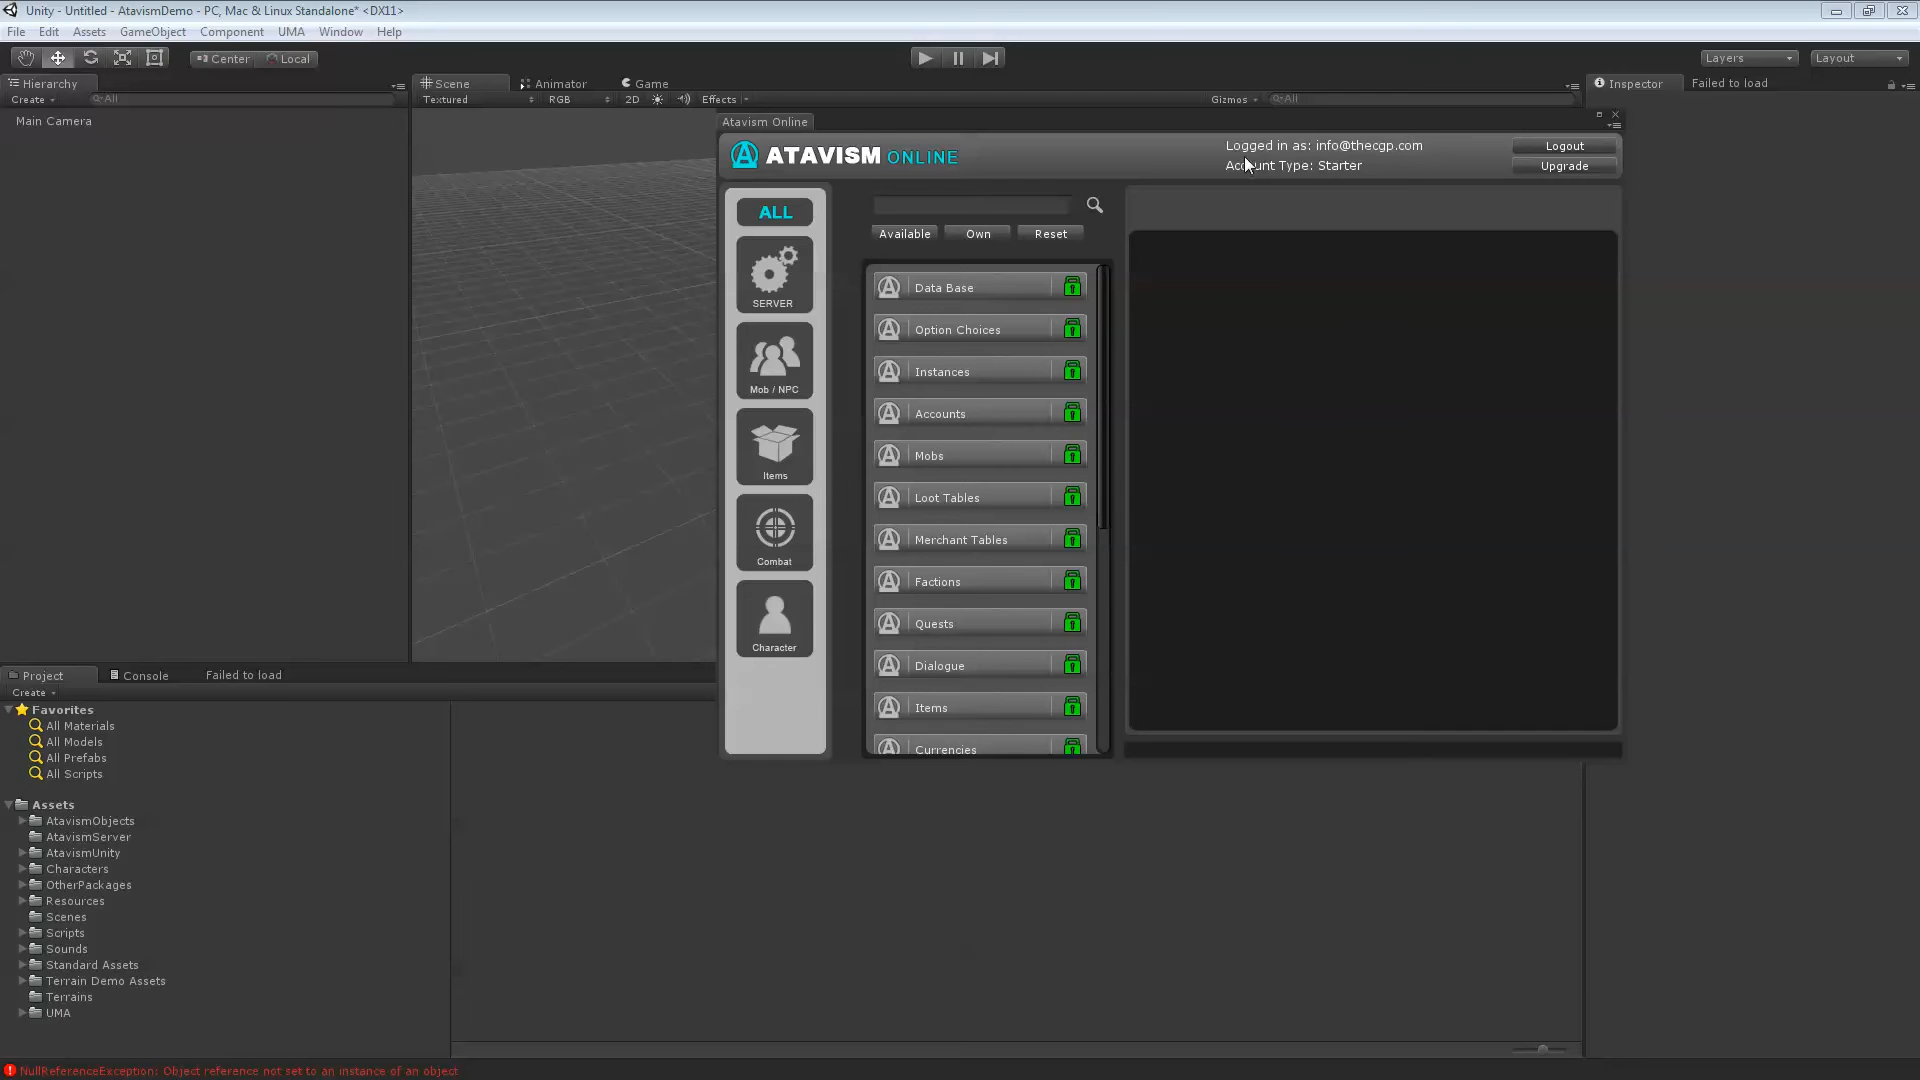 Unity - Untitled - AtavismDemo - PC, Mac & Linux Standalone* <DX11>
File Edit Assets GameObject Component UMA Window Help
Center Local
Layers Layout
Hierarchy
Scene Animator Game
Inspector Failed to load
Create All
Textured RGB 2D Effects Gizmos All
Main Camera
Atavism Online
ATAVISM ONLINE
Logged in as: info@thecgp.com
Logout
Account Type: Starter
Upgrade
ALL
SERVER
Mob / NPC
Items
Combat
Character
Available Own Reset
Data Base
Option Choices
Instances
Accounts
Mobs
Loot Tables
Merchant Tables
Factions
Quests
Dialogue
Items
Currencies
Project Console Failed to load
Create
Favorites
All Materials
All Models
All Prefabs
All Scripts
Assets
AtavismObjects
AtavismServer
AtavismUnity
Characters
OtherPackages
Resources
Scenes
Scripts
Sounds
Standard Assets
Terrain Demo Assets
Terrains
UMA
NullReferenceException: Object reference not set to an instance of an object